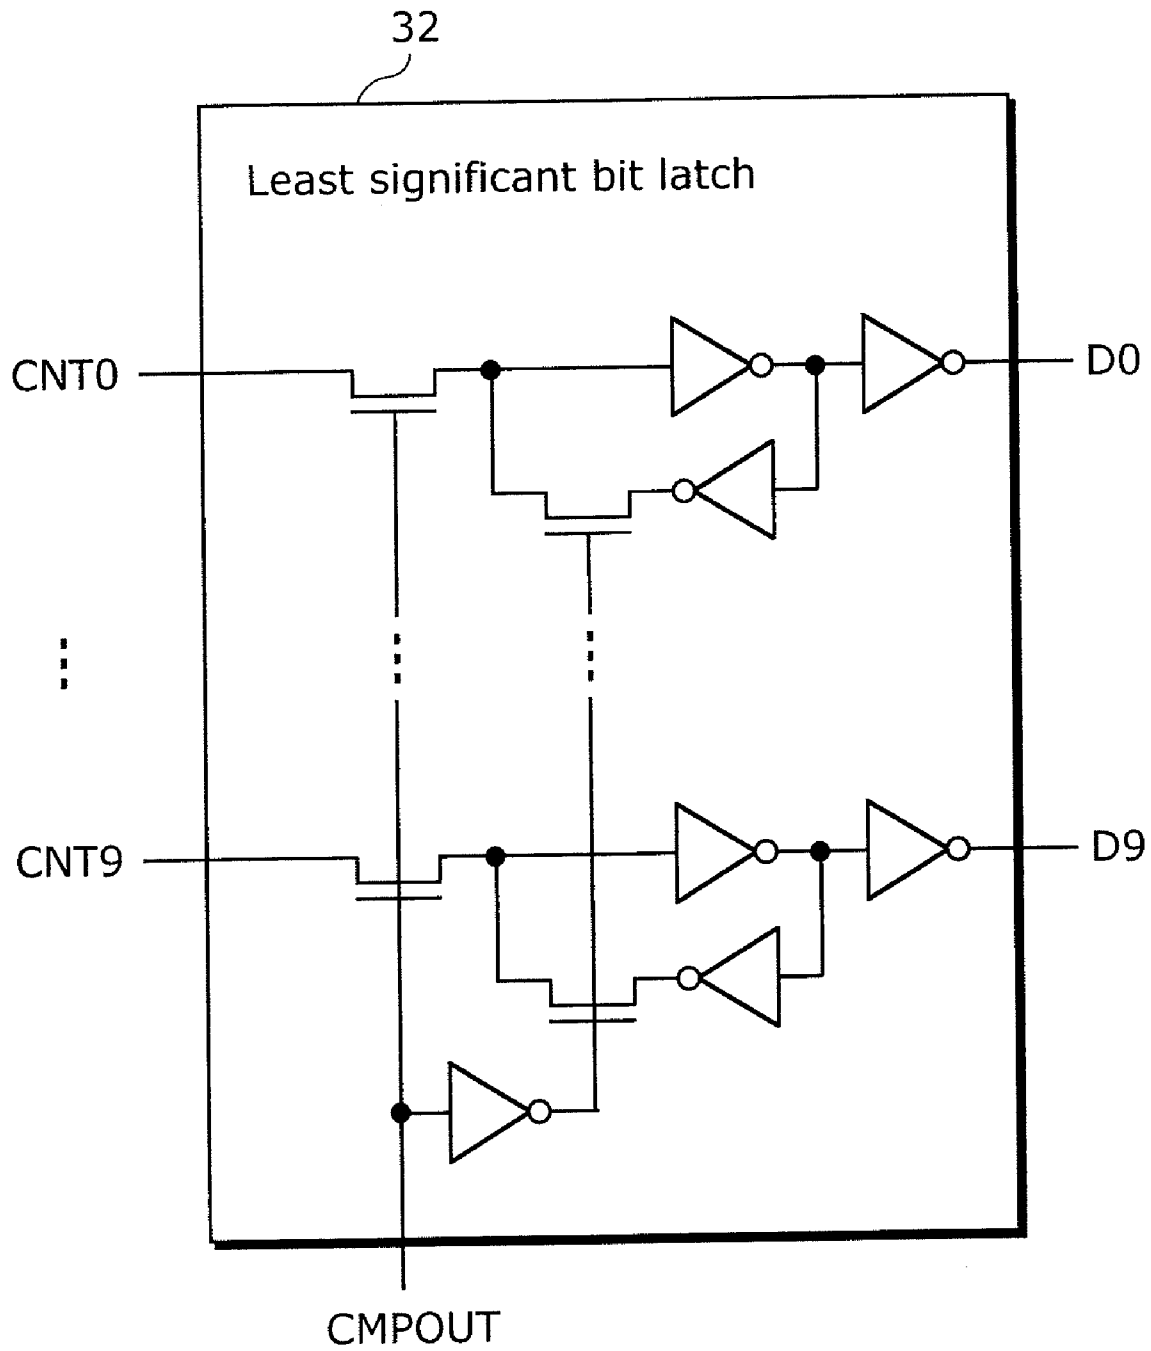 32
Least significant bit latch
CNT0
D0
CNT9
D9
CMPOUT